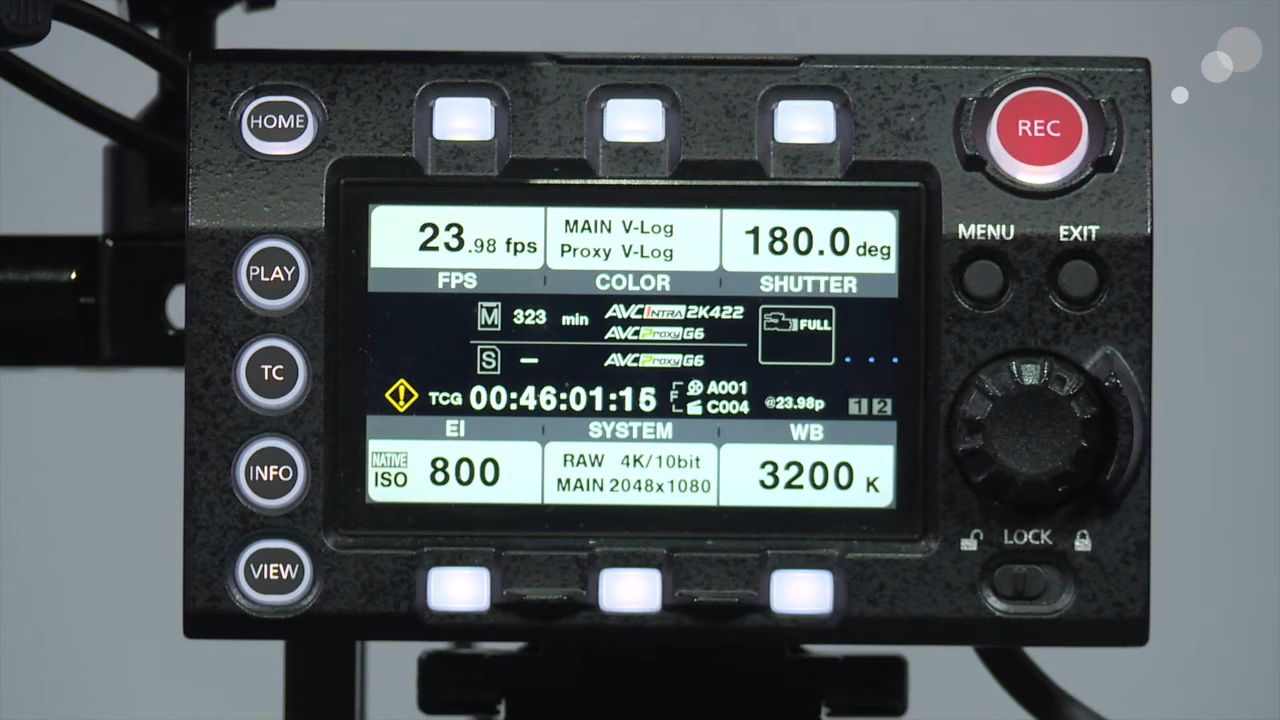 HOME
REC
23.98 fps
MAIN V-Log
Proxy V-Log
180.0 deg
FPS
COLOR
SHUTTER
MENU
EXIT
PLAY
M 323 min
AVC INTRA 2K422
AVC Proxy G6
FULL
S –
AVC Proxy G6
TC
TCG 00:46:01:15
F
A001
C004
@23.98p
1 2
EI
SYSTEM
WB
NATIVE
ISO 800
RAW 4K/10bit
MAIN 2048x1080
3200 K
INFO
LOCK
VIEW